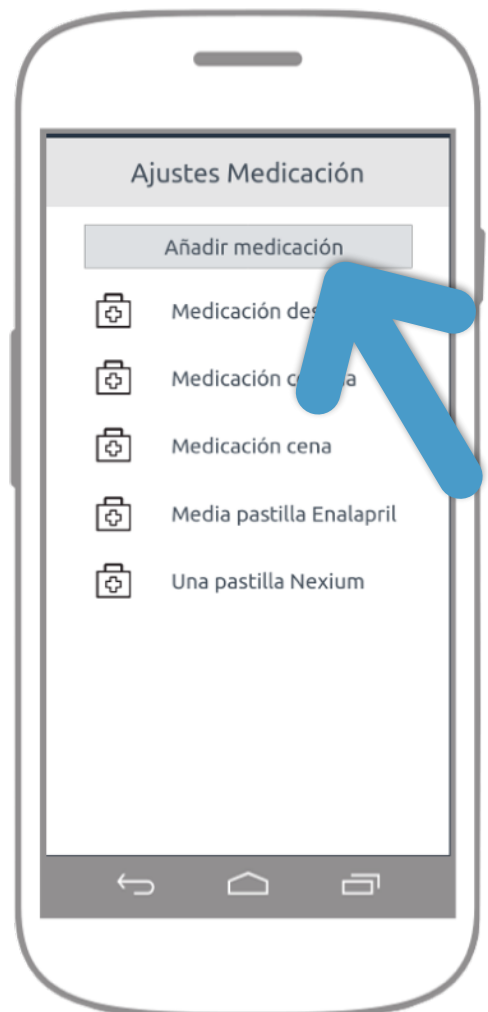 Ajustes Medicación
Añadir medicación
Medicación
Medicación
Medicación cena
Media pastilla Enalapril
Una pastilla Nexium